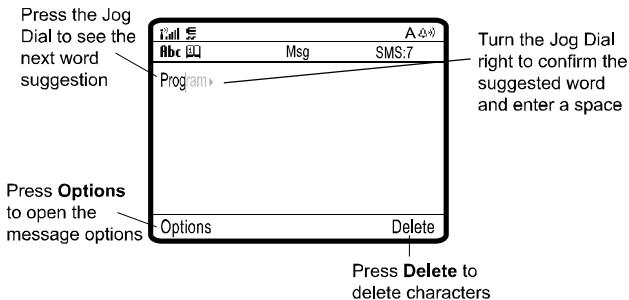 Press the Jog
Dial to see the
next word
suggestion
A
Abc
Msg
SMS:7
Program
Turn the Jog Dial
right to confirm the
suggested word
and enter a space
Press Options
to open the
message options
Options
Delete
Press Delete to
delete characters